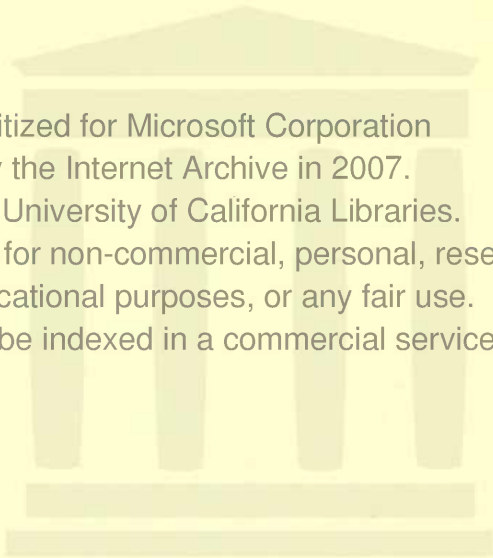 itized for Microsoft Corporation
the Internet Archive in 2007.
University of California Libraries.
for non-commercial, personal, rese
cational purposes, or any fair use.
be indexed in a commercial service